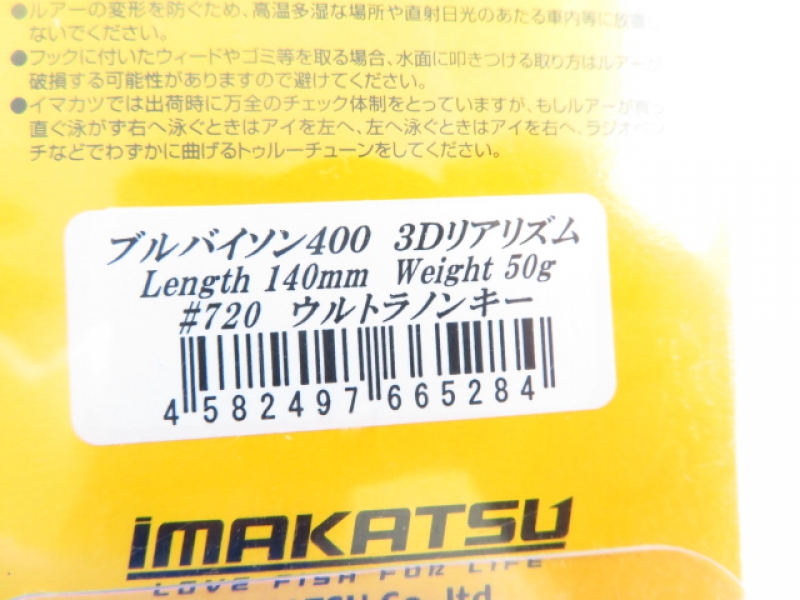 ●ルアーの変形を防ぐため、高温多湿な場所や直射日光のあたる車内等に放置
ないでください。
●フックに付いたウィードやゴミ等を取る場合、水面に叩きつける取り方はルアーが
破損する可能性がありますので避けてください。
●イマカツでは出荷時に万全のチェック体制をとっていますが、もしルアーが真っ
直ぐ泳がず右へ泳ぐときはアイを左へ、左へ泳ぐときはアイを右へ、ラジオペン
チなどでわずかに曲げるトゥルーチューンをしてください。
ブルバイソン400 3Dリアリズム
Length 140mm Weight 50g
#720 ウルトラノンキー
4582497665284
IMAKATSU
LOVE FISH FOR LIFE
Co.,ltd.